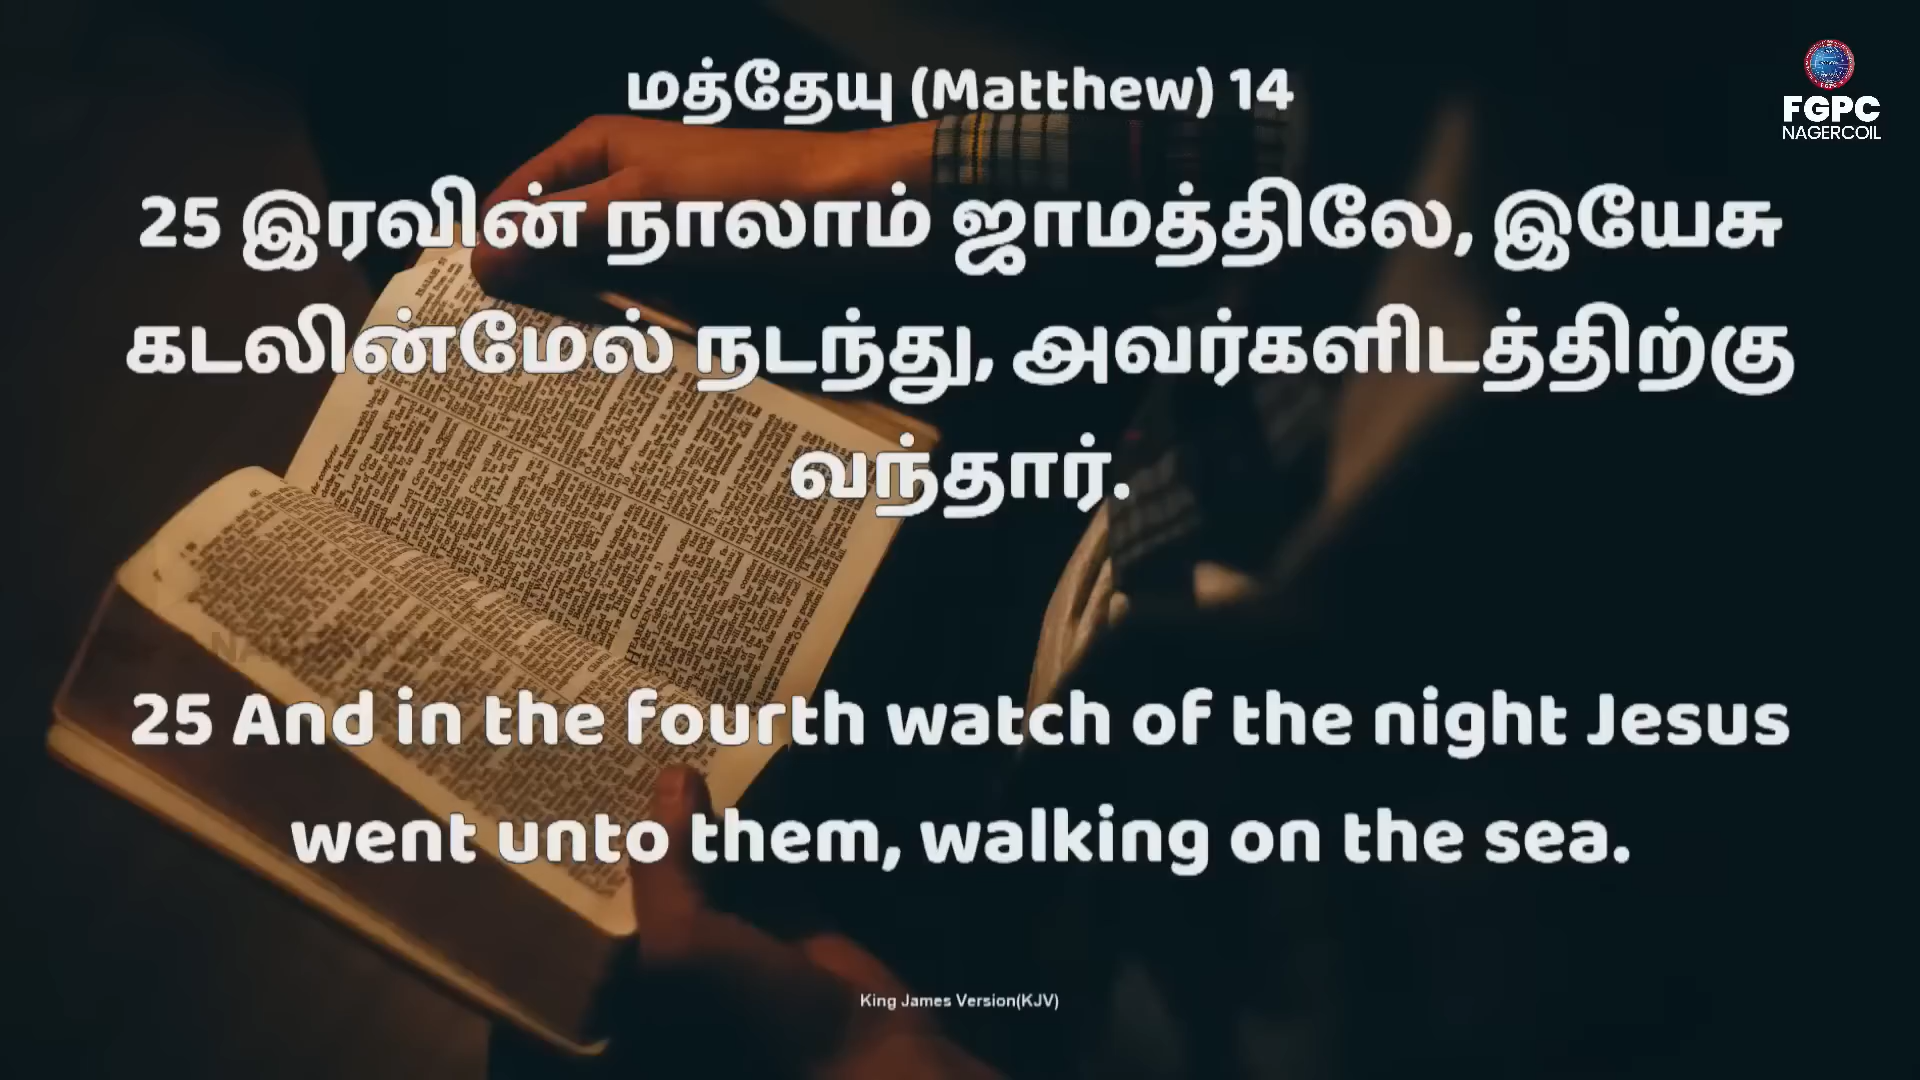 மத்தேயு (Matthew) 14
FGPC
NAGERCOIL
25 இரவின் நாலாம் ஜாமத்திலே, இயேசு
கடலின்மேல் நடந்து, அவர்களிடத்திற்கு
வந்தார்.
25 And in the fourth watch of the night Jesus
went unto them, walking on the sea.
King James Version(KJV)